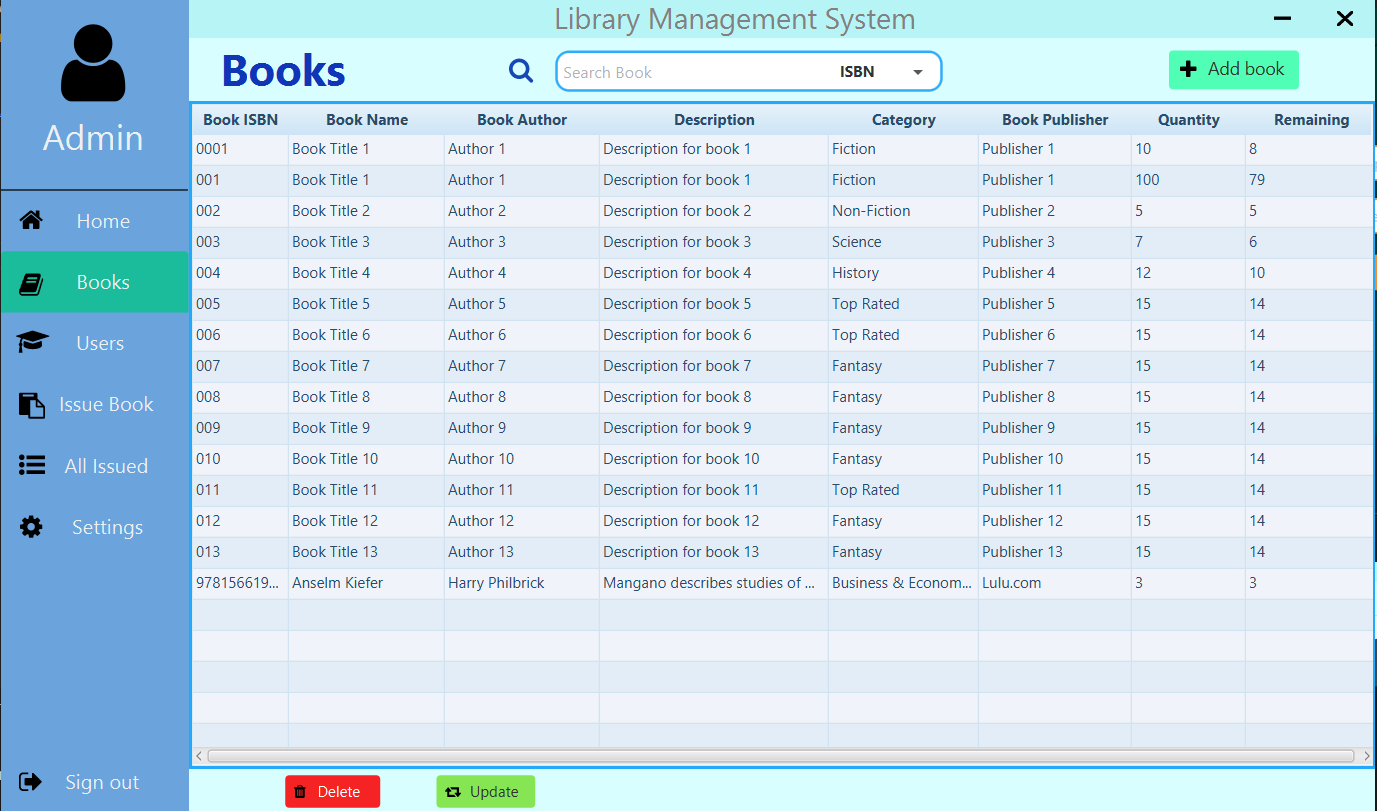 Library Management System
Admin
Home
Books
Users
Issue Book
All Issued
Settings
Sign out
Books
Search Book ISBN
Add book
Book ISBN Book Name Book Author Description Category Book Publisher Quantity Remaining
0001 Book Title 1 Author 1 Description for book 1 Fiction Publisher 1 10 8
001 Book Title 1 Author 1 Description for book 1 Fiction Publisher 1 100 79
002 Book Title 2 Author 2 Description for book 2 Non-Fiction Publisher 2 5 5
003 Book Title 3 Author 3 Description for book 3 Science Publisher 3 7 6
004 Book Title 4 Author 4 Description for book 4 History Publisher 4 12 10
005 Book Title 5 Author 5 Description for book 5 Top Rated Publisher 5 15 14
006 Book Title 6 Author 6 Description for book 6 Top Rated Publisher 6 15 14
007 Book Title 7 Author 7 Description for book 7 Fantasy Publisher 7 15 14
008 Book Title 8 Author 8 Description for book 8 Fantasy Publisher 8 15 14
009 Book Title 9 Author 9 Description for book 9 Fantasy Publisher 9 15 14
010 Book Title 10 Author 10 Description for book 10 Fantasy Publisher 10 15 14
011 Book Title 11 Author 11 Description for book 11 Top Rated Publisher 11 15 14
012 Book Title 12 Author 12 Description for book 12 Fantasy Publisher 12 15 14
013 Book Title 13 Author 13 Description for book 13 Fantasy Publisher 13 15 14
978156619... Anselm Kiefer Harry Philbrick Mangano describes studies of ... Business & Econom... Lulu.com 3 3
Delete
Update